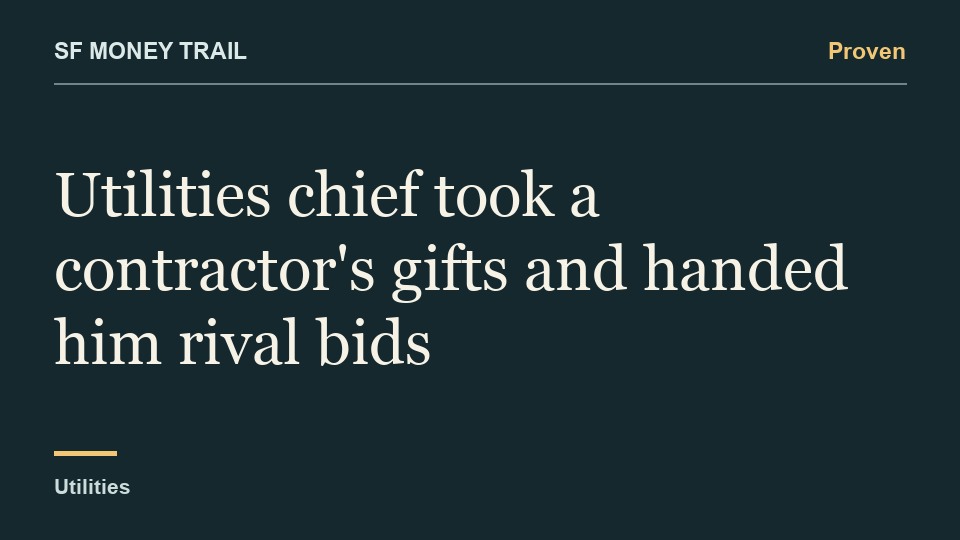 SF MONEY TRAIL
Proven
Utilities chief took a
contractor's gifts and handed
him rival bids
Utilities